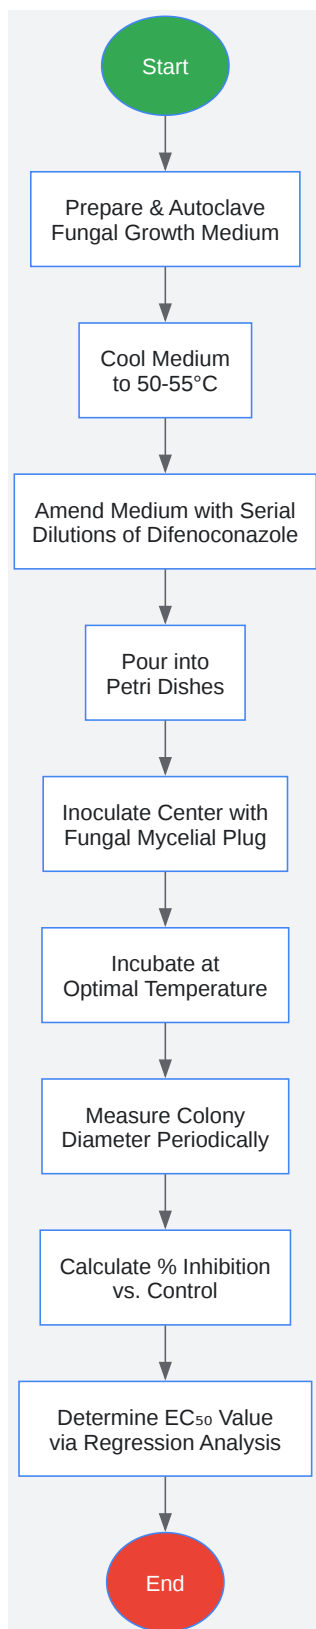 Start
Prepare & Autoclave
Fungal Growth Medium
Cool Medium
to 50-55°C
Amend Medium with Serial
Dilutions of Difenoconazole
Pour into
Petri Dishes
Inoculate Center with
Fungal Mycelial Plug
Incubate at
Optimal Temperature
Measure Colony
Diameter Periodically
Calculate % Inhibition
vs. Control
Determine EC₅₀ Value
via Regression Analysis
End